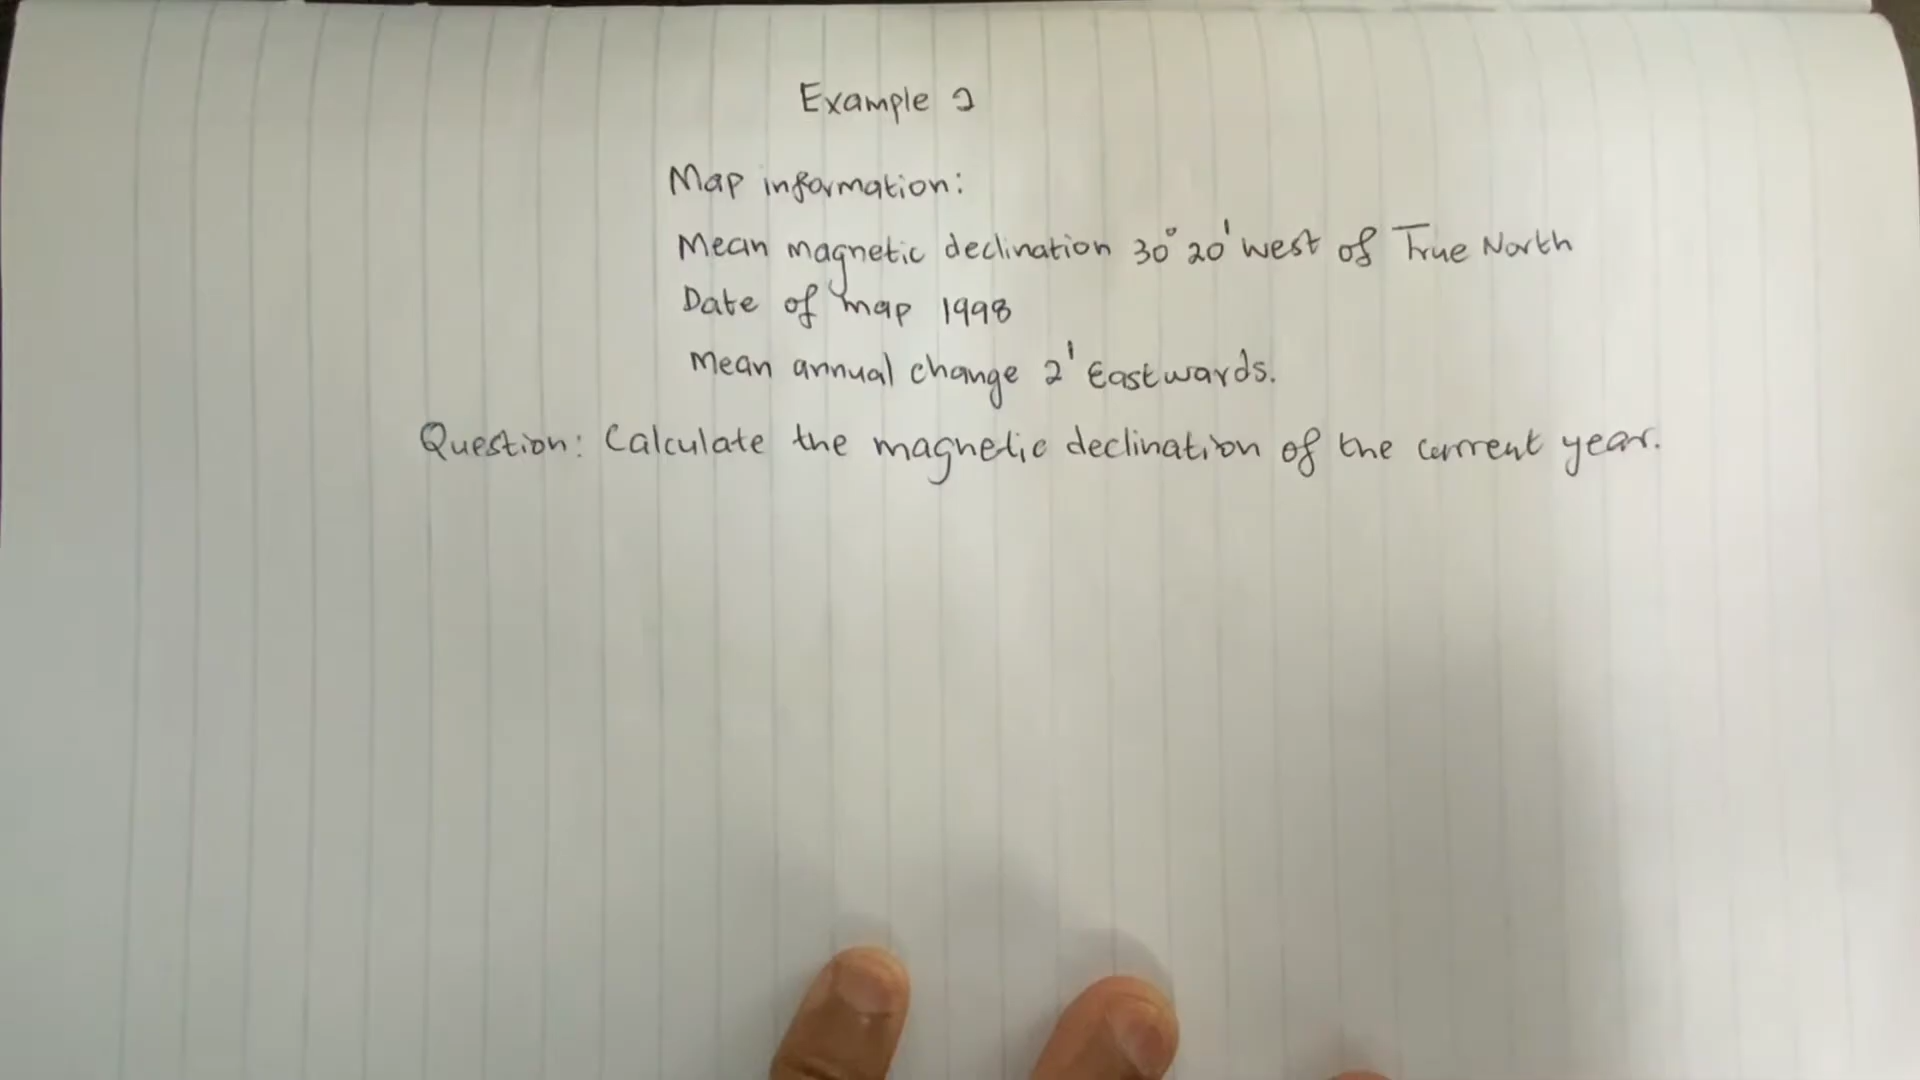 Example 2
Map information:
Mean magnetic declination 30° 20' west of True North
Date of map 1998
Mean annual change 2' Eastwards.
Question: Calculate the magnetic declination of the current year.